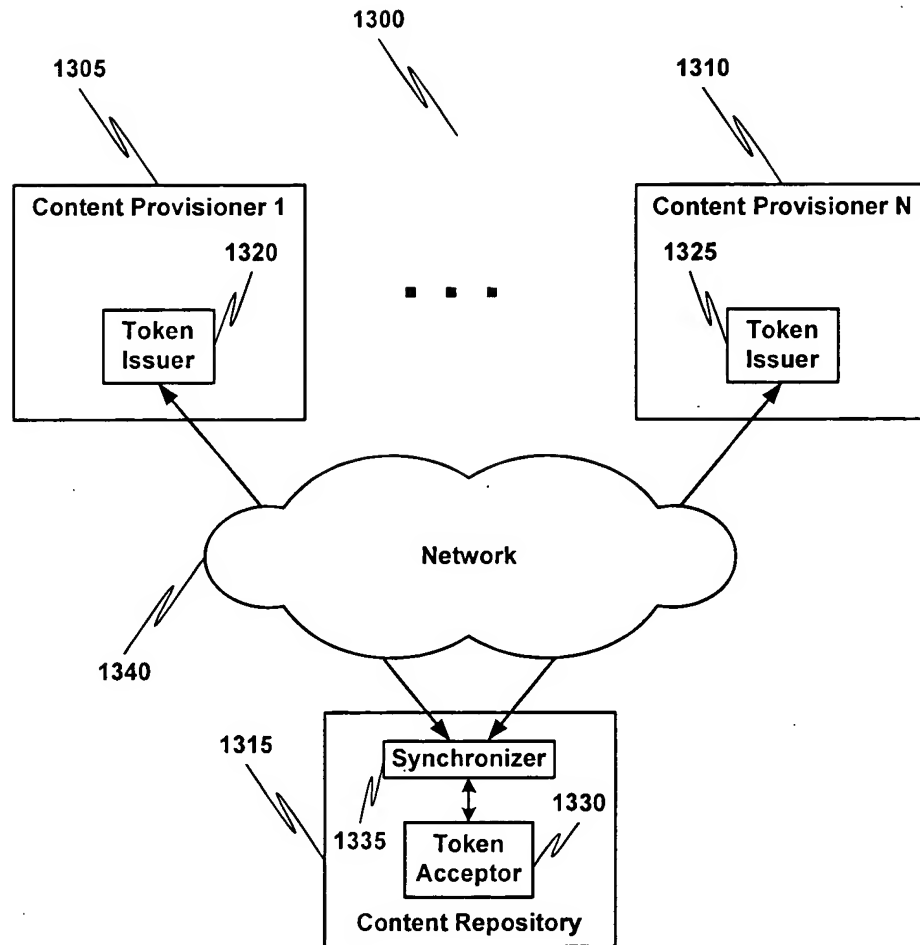 1300
1305
1310
Content Provisioner 1
Content Provisioner N
1320
1325
Token
Issuer
Token
Issuer
Network
1340
1315
Synchronizer
1335
1330
Token
Acceptor
Content Repository